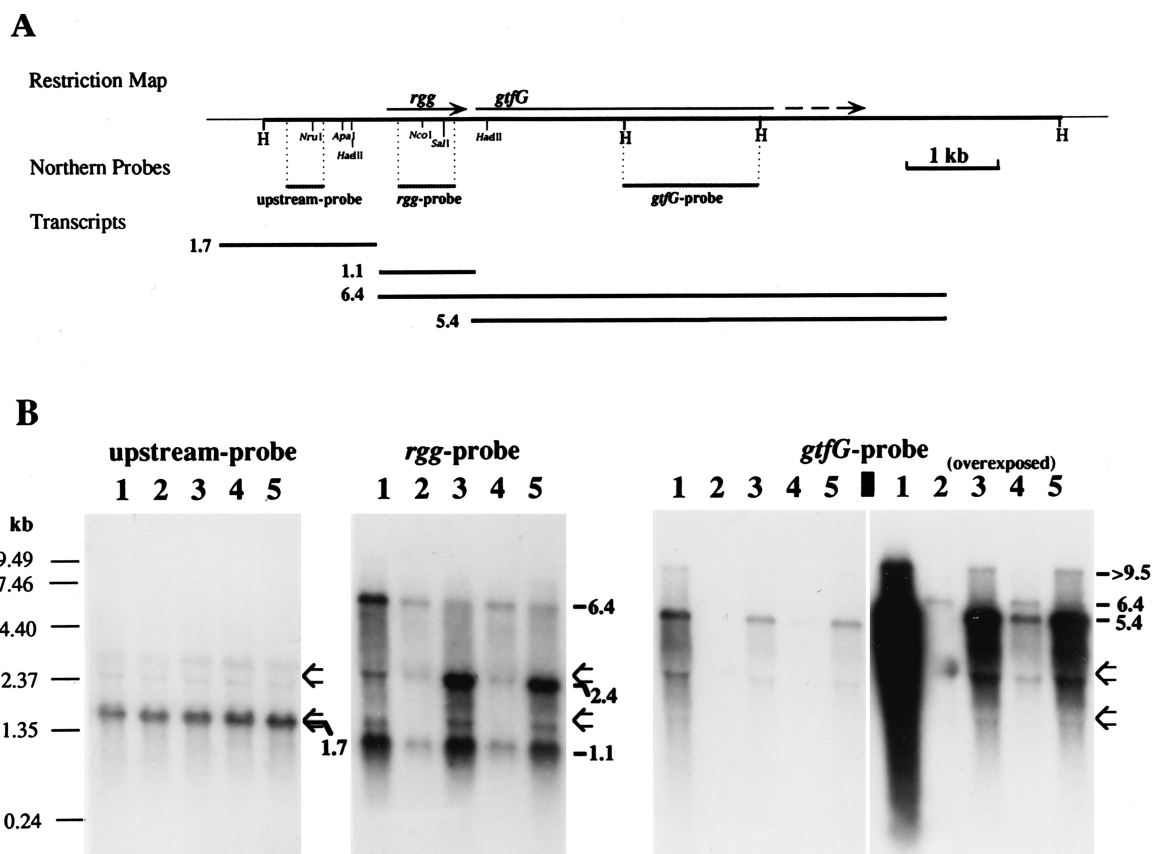 A
Restriction Map
rgg gtfG
H NruI ApaI HaeIII NcoI SalI HaeIII H H H
1 kb
Northern Probes
upstream-probe rgg-probe gtfG-probe
Transcripts
1.7
1.1
6.4
5.4
B
upstream-probe rgg-probe gtfG-probe (overexposed)
1 2 3 4 5 1 2 3 4 5 1 2 3 4 5 1 2 3 4 5
kb
9.49
7.46
4.40
2.37
1.35
0.24
1.7
6.4
2.4
1.1
>9.5
6.4
5.4